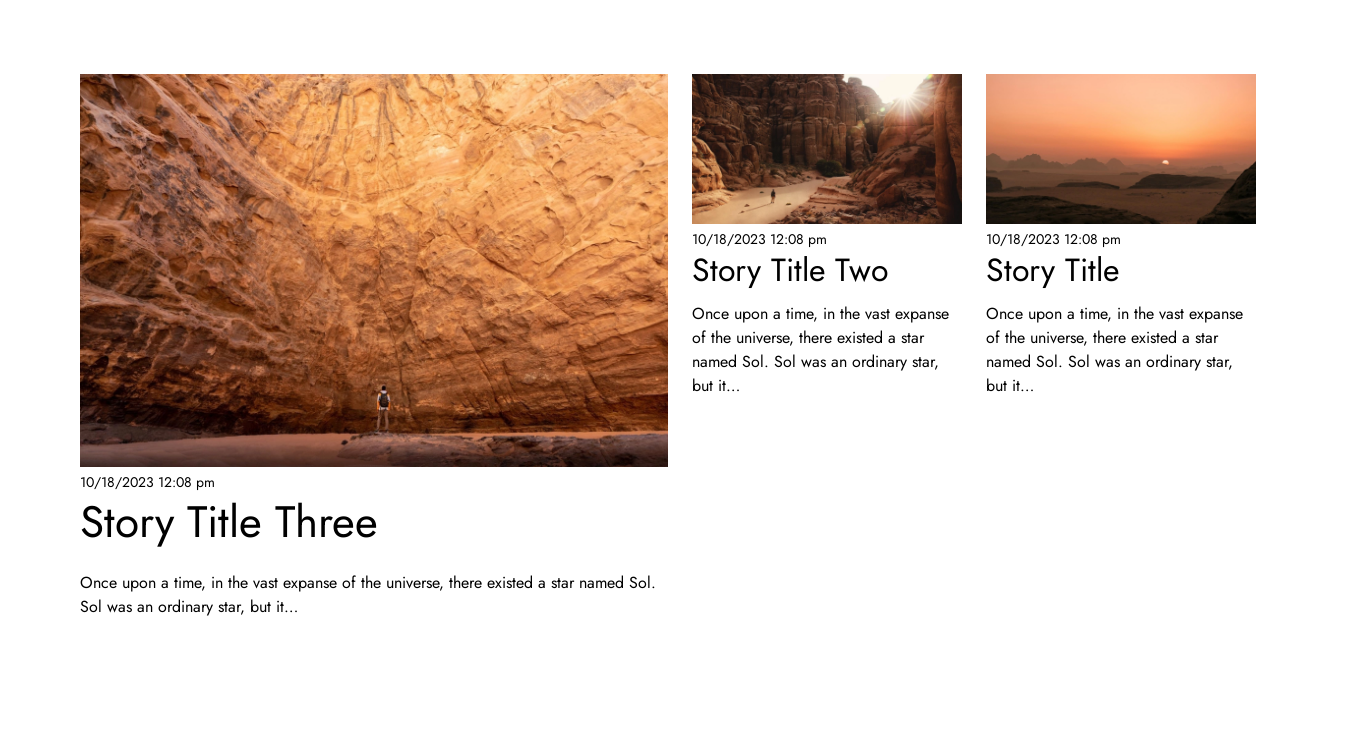 10/18/2023 12:08 pm
Story Title Three
Once upon a time, in the vast expanse of the universe, there existed a star named Sol.
Sol was an ordinary star, but it...
10/18/2023 12:08 pm
Story Title Two
Once upon a time, in the vast expanse
of the universe, there existed a star
named Sol. Sol was an ordinary star,
but it...
10/18/2023 12:08 pm
Story Title
Once upon a time, in the vast expanse
of the universe, there existed a star
named Sol. Sol was an ordinary star,
but it...